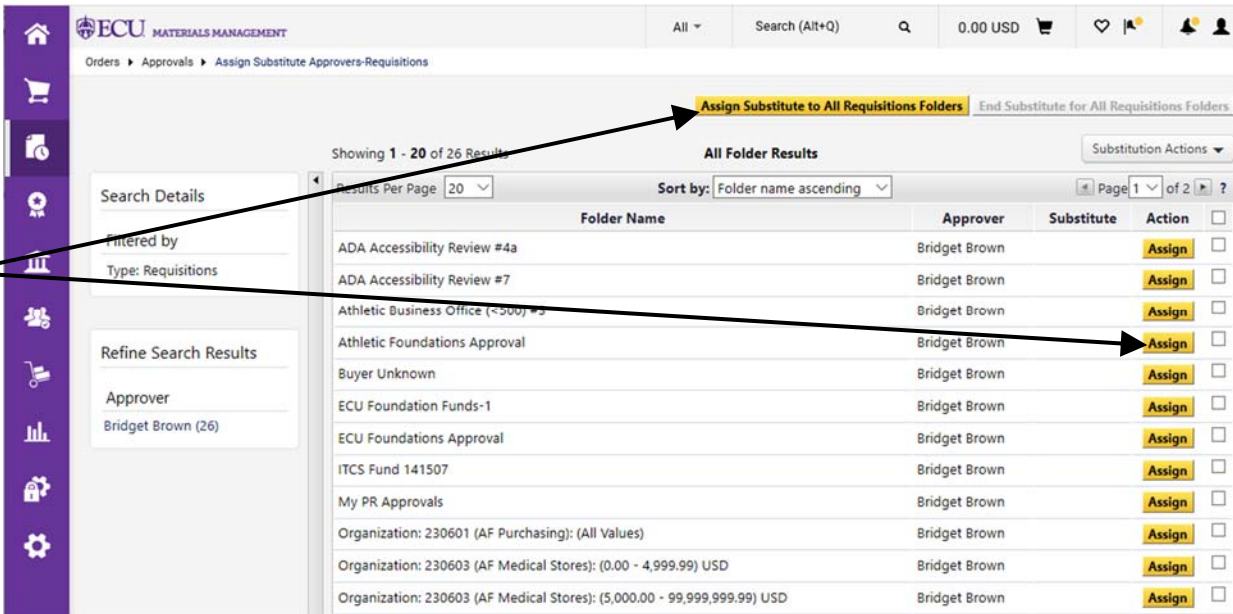 ECU MATERIALS MANAGEMENT All Search (Alt+Q) 0.00 USD
Orders Approvals Assign Substitute Approvers-Requisitions
Assign Substitute to All Requisitions Folders End Substitute for All Requisitions Folders
Showing 1 - 20 of 26 Results All Folder Results Substitution Actions
Search Details
Filtered by
Type: Requisitions
Refine Search Results
Approver
Bridget Brown (26)
Results Per Page 20 Sort by: Folder name ascending Page 1 of 2 ?
Folder Name Approver Substitute Action
ADA Accessibility Review #4a Bridget Brown Assign
ADA Accessibility Review #7 Bridget Brown Assign
Athletic Business Office (<500) Bridget Brown Assign
Athletic Foundations Approval Bridget Brown Assign
Buyer Unknown Bridget Brown Assign
ECU Foundation Funds-1 Bridget Brown Assign
ECU Foundations Approval Bridget Brown Assign
ITCS Fund 141507 Bridget Brown Assign
My PR Approvals Bridget Brown Assign
Organization: 230601 (AF Purchasing): (All Values) Bridget Brown Assign
Organization: 230603 (AF Medical Stores): (0.00 - 4,999.99) USD Bridget Brown Assign
Organization: 230603 (AF Medical Stores): (5,000.00 - 99,999,999.99) USD Bridget Brown Assign